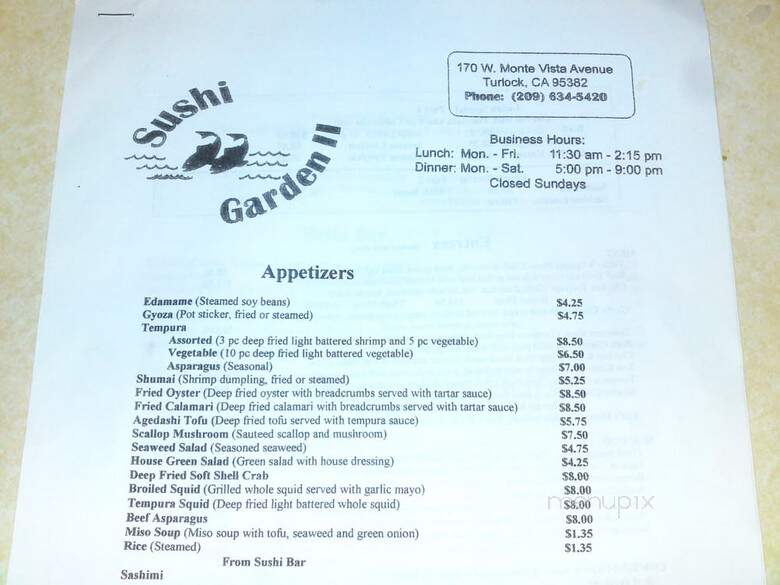 Sushi
Garden II
170 W. Monte Vista Avenue
Turlock, CA 95382
Phone: (209) 634-5420
Business Hours:
Lunch: Mon. - Fri. 11:30 am - 2:15 pm
Dinner: Mon. - Sat. 5:00 pm - 9:00 pm
Closed Sundays
Appetizers
Edamame (Steamed soy beans) $4.25
Gyoza (Pot sticker, fried or steamed) $4.75
Tempura
Assorted (3 pc deep fried light battered shrimp and 5 pc vegetable) $8.50
Vegetable (10 pc deep fried light battered vegetable) $6.50
Asparagus (Seasonal) $7.00
Shumai (Shrimp dumpling, fried or steamed) $5.25
Fried Oyster (Deep fried oyster with breadcrumbs served with tartar sauce) $8.50
Fried Calamari (Deep fried calamari with breadcrumbs served with tartar sauce) $8.50
Agedashi Tofu (Deep fried tofu served with tempura sauce) $5.75
Scallop Mushroom (Sauteed scallop and mushroom) $7.50
Seaweed Salad (Seasoned seaweed) $4.75
House Green Salad (Green salad with house dressing) $4.25
Deep Fried Soft Shell Crab $8.00
Broiled Squid (Grilled whole squid served with garlic mayo) $8.00
Tempura Squid (Deep fried light battered whole squid) $8.00
Beef Asparagus $8.00
Miso Soup (Miso soup with tofu, seaweed and green onion) $1.35
Rice (Steamed) $1.35
From Sushi Bar
Sashimi
menupix